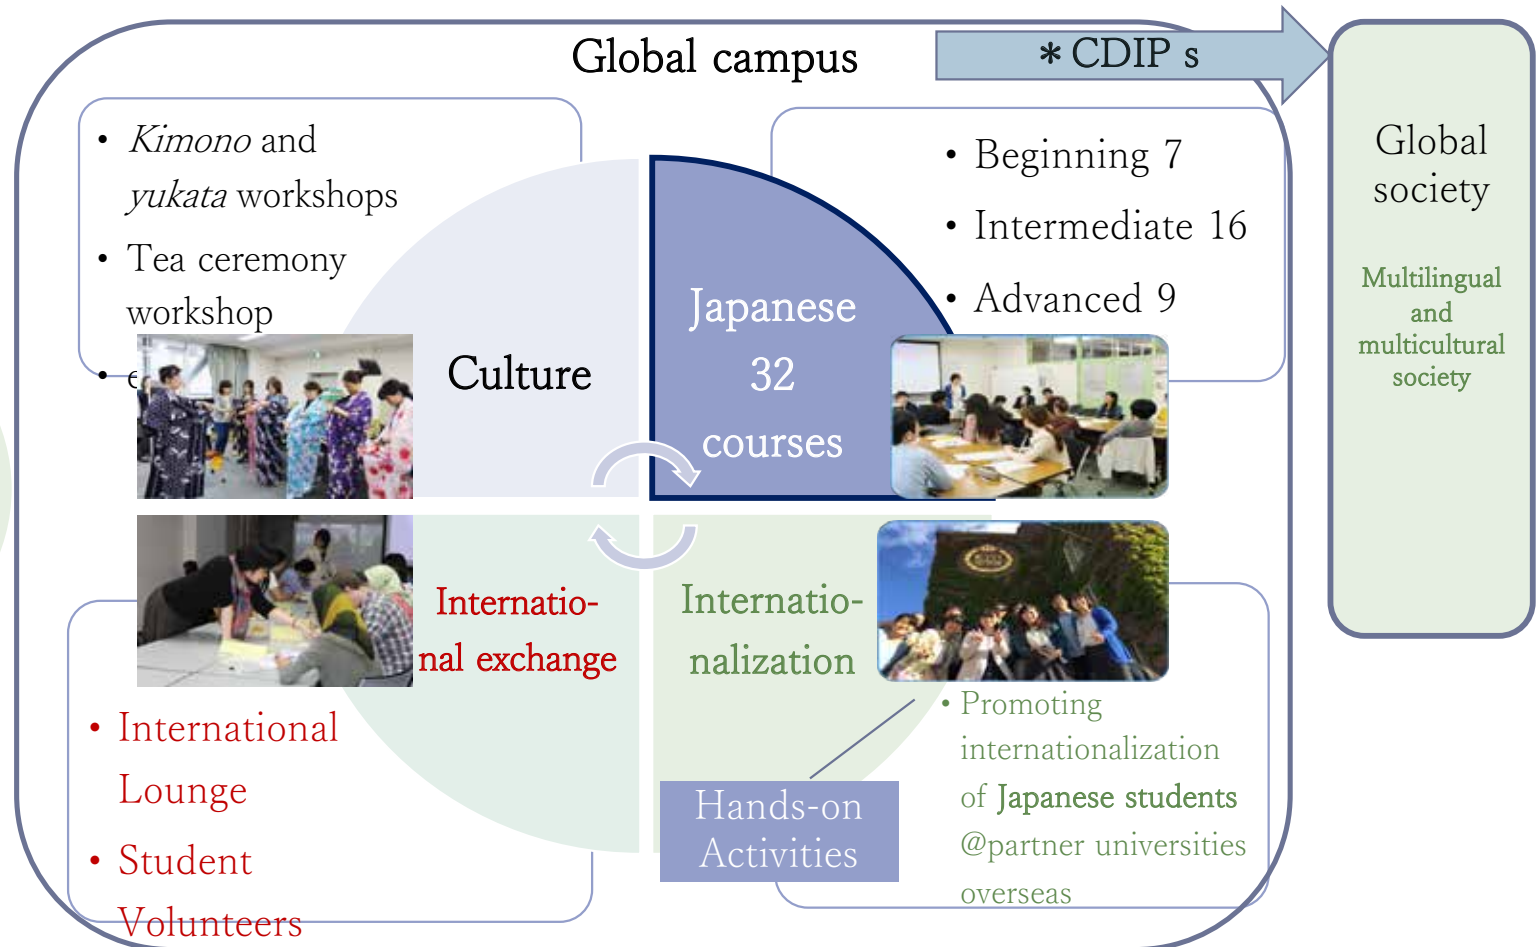 Global campus
* CDIP s
• Kimono and
yukata workshops
• Tea ceremony
workshop
•
Culture
Japanese
32
courses
• Beginning 7
• Intermediate 16
• Advanced 9
Global
society
Multilingual
and
multicultural
society
Internatio-
nal exchange
Internatio-
nalization
• International
Lounge
• Student
Volunteers
Hands-on
Activities
• Promoting
internationalization
of Japanese students
@partner universities
overseas